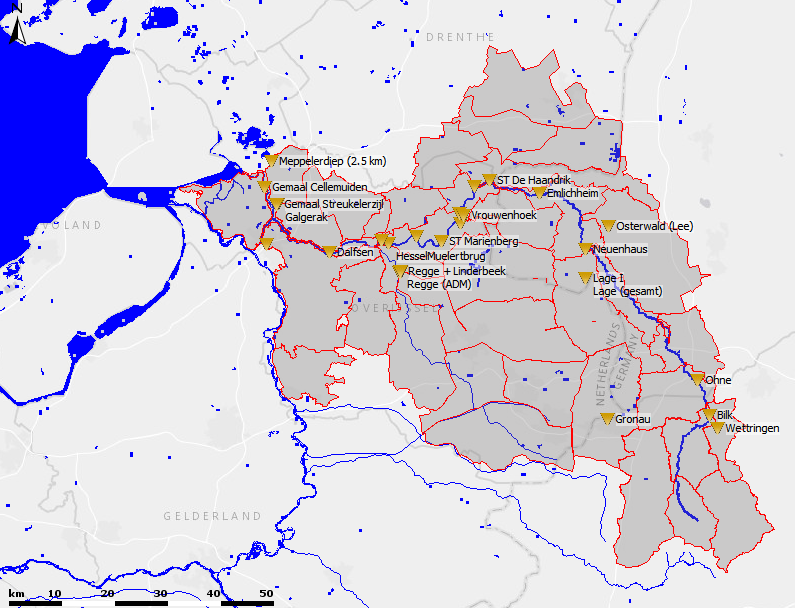 N
DRENTHE
Meppelerdiep (2.5 km)
ST De Haandrik
Gemaal Cellemuiden
Emlichheim
Gemaal Streukelerzijl
Galgerak
Vrouwenhoek
VOLAND
Osterwald (Lee)
ST Marienberg
Dalfsen
Neuenhaus
HesselMuelertbrug
Regge + Linderbeek
Regge (ADM)
Lage I
Lage (gesamt)
OVERIJSSEL
NETHERLANDS
GERMANY
Ohne
Gronau
Bilk
Wettringen
GELDERLAND
km 10 20 30 40 50